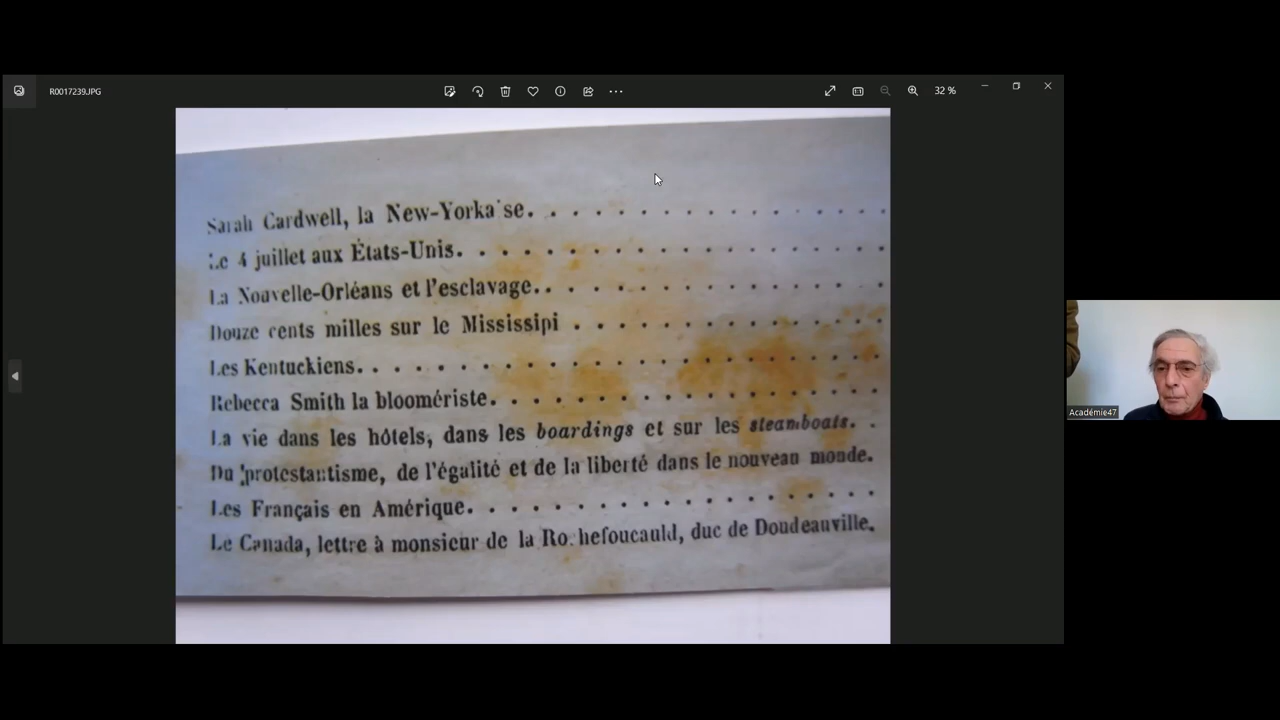 R0017239.JPG
32 %
Sarah Cardwell, la New-Yorkaise. . . . . . . . . . . . . . . .
Le 4 juillet aux États-Unis. . . . . . . . . . . . . . . . . .
La Nouvelle-Orléans et l'esclavage. . . . . . . . . . . . . . .
Douze cents milles sur le Mississipi . . . . . . . . . . . . .
Les Kentuckiens. . . . . . . . . . . . . . . . . . . . .
Rebecca Smith la bloomériste. . . . . . . . . . . . . . . .
La vie dans les hôtels, dans les boardings et sur les steamboats. .
Du protestantisme, de l'égalité et de la liberté dans le nouveau monde.
Les Français en Amérique. . . . . . . . . . . . . . . . .
Le Canada, lettre à monsieur de la Rochefoucauld, duc de Doudeauville.
Académie47